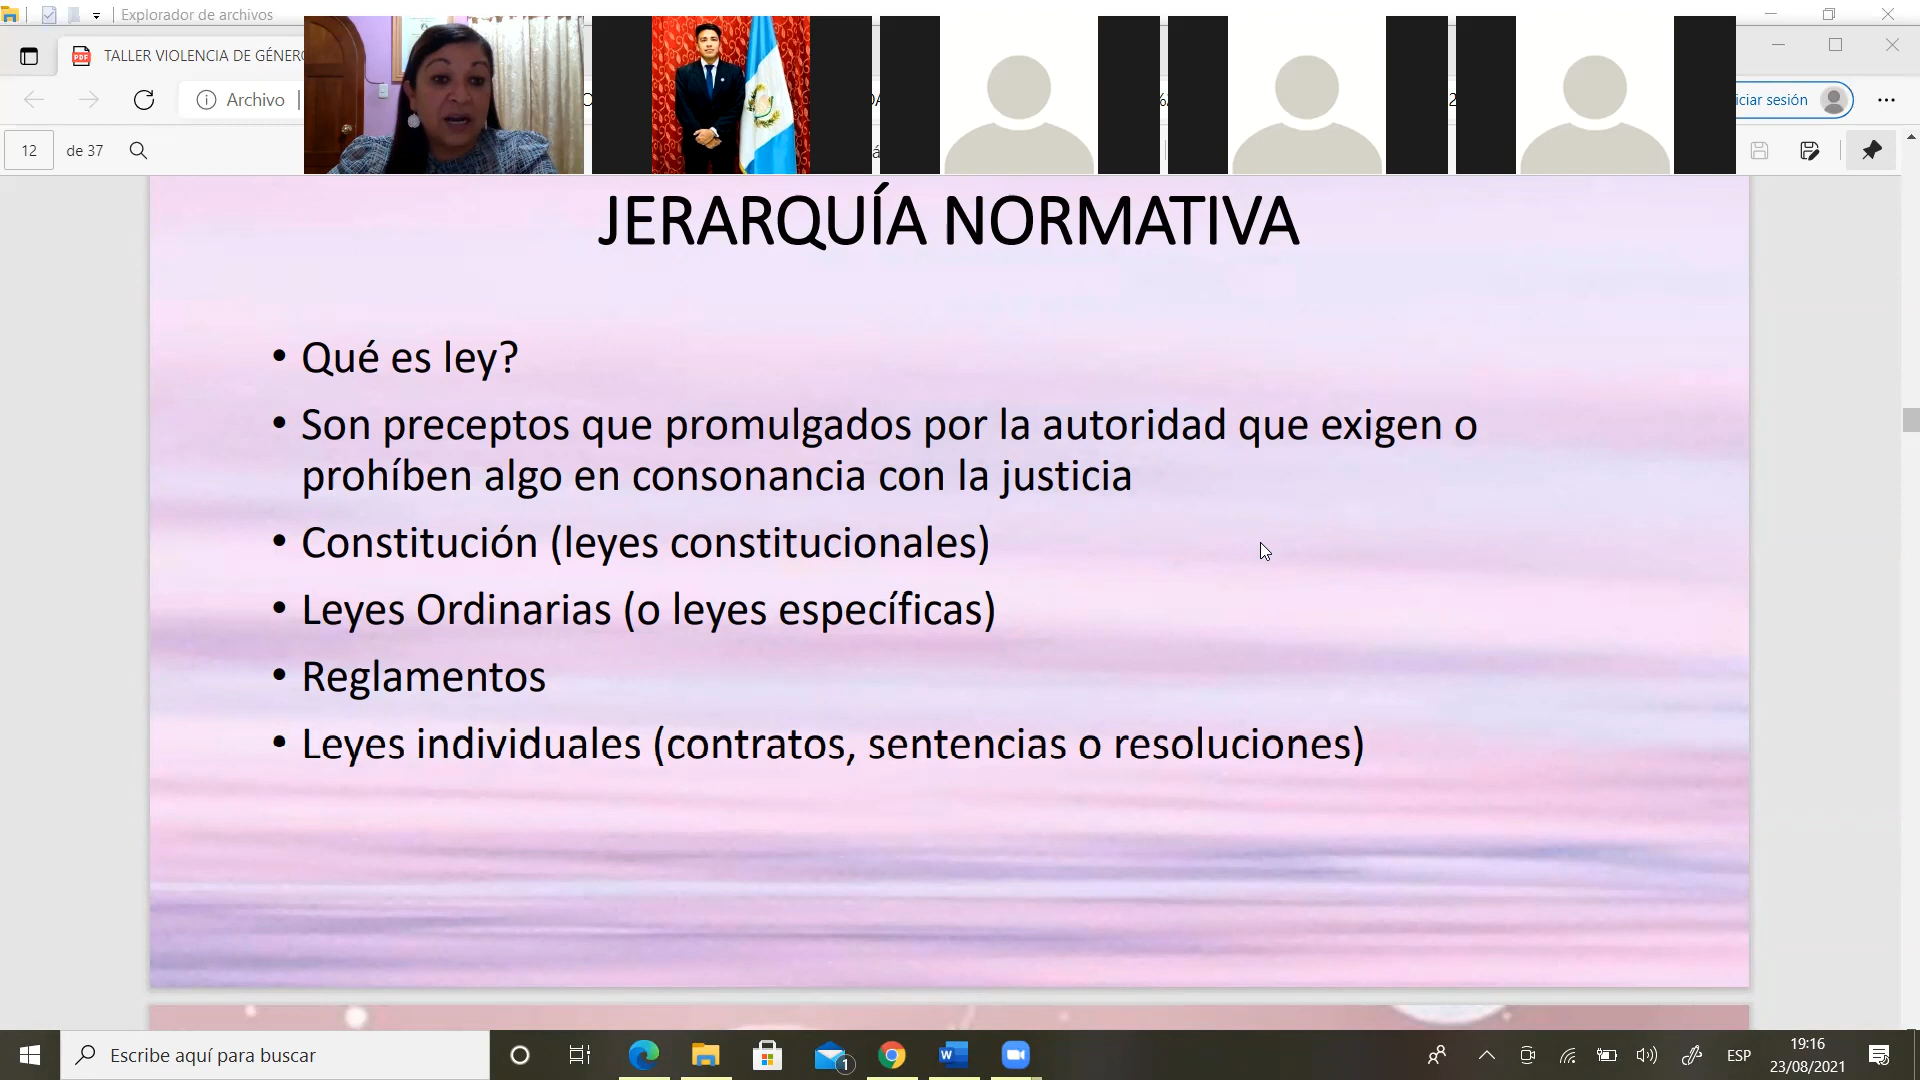 Explorador de archivos
TALLER VIOLENCIA DE GÉNERO
Archivo
iciar sesión
12 de 37
JERARQUÍA NORMATIVA
• Qué es ley?
• Son preceptos que promulgados por la autoridad que exigen o
prohíben algo en consonancia con la justicia
• Constitución (leyes constitucionales)
• Leyes Ordinarias (o leyes específicas)
• Reglamentos
• Leyes individuales (contratos, sentencias o resoluciones)
Escribe aquí para buscar
1
ESP
19:16
23/08/2021